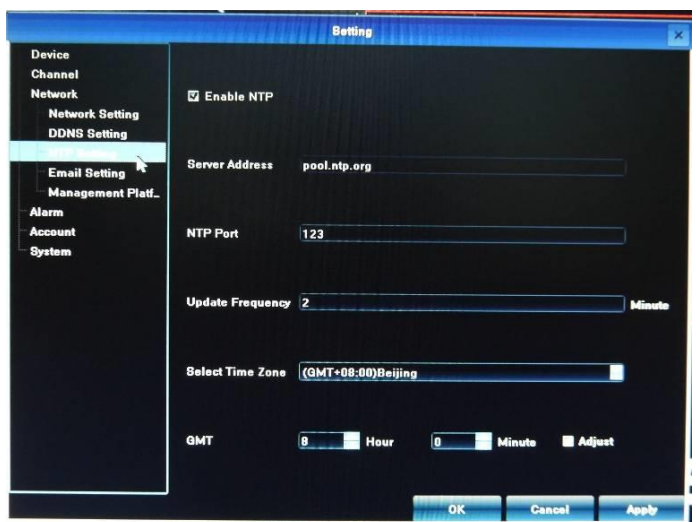 Setting
Device
Channel
Network
Network Setting
DDNS Setting
NTP Setting
Email Setting
Management Platf..
Alarm
Account
System
Enable NTP
Server Address pool.ntp.org
NTP Port 123
Update Frequency 2 Minute
Select Time Zone (GMT+08:00)Beijing
GMT 8 Hour 0 Minute Adjust
OK Cancel Apply